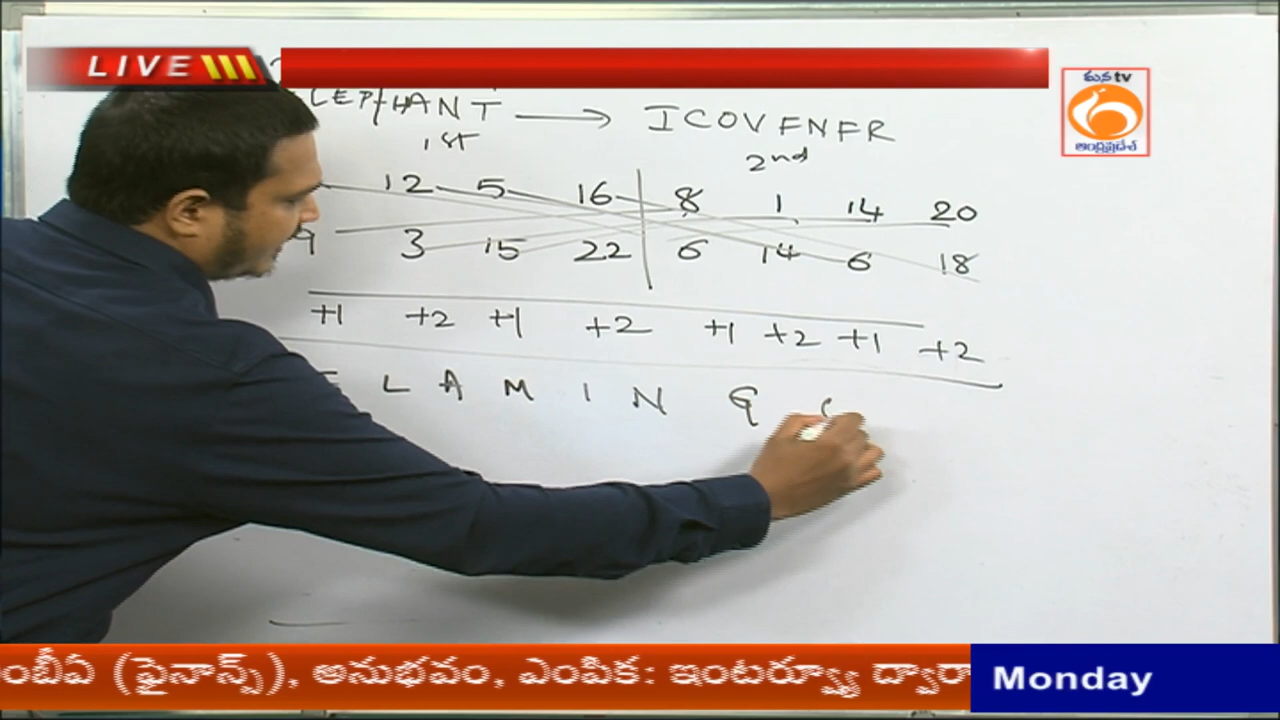 LIVE
మన tv
ఆంధ్రప్రదేశ్
LEPHANT → ICOVFNFR
1st 2nd
12 5 16 8 1 14 20
9 3 15 22 6 14 6 18
+1 +2 +1 +2 +1 +2 +1 +2
L A M I N G
ంబీఏ (ఫైనాన్స్), అనుభవం, ఎంపిక: ఇంటర్వ్యూ ద్వారా
Monday